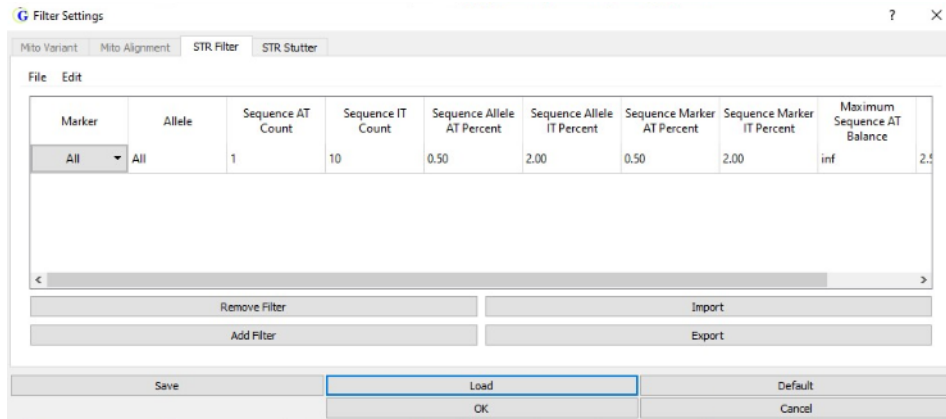 G Filter Settings ?
Mito Variant Mito Alignment STR Filter STR Stutter
File Edit
Marker Allele Sequence AT Count Sequence IT Count Sequence Allele AT Percent Sequence Allele IT Percent Sequence Marker AT Percent Sequence Marker IT Percent Maximum Sequence AT Balance
All All 1 10 0.50 2.00 0.50 2.00 inf
Remove Filter Import
Add Filter Export
Save Load Default
OK Cancel